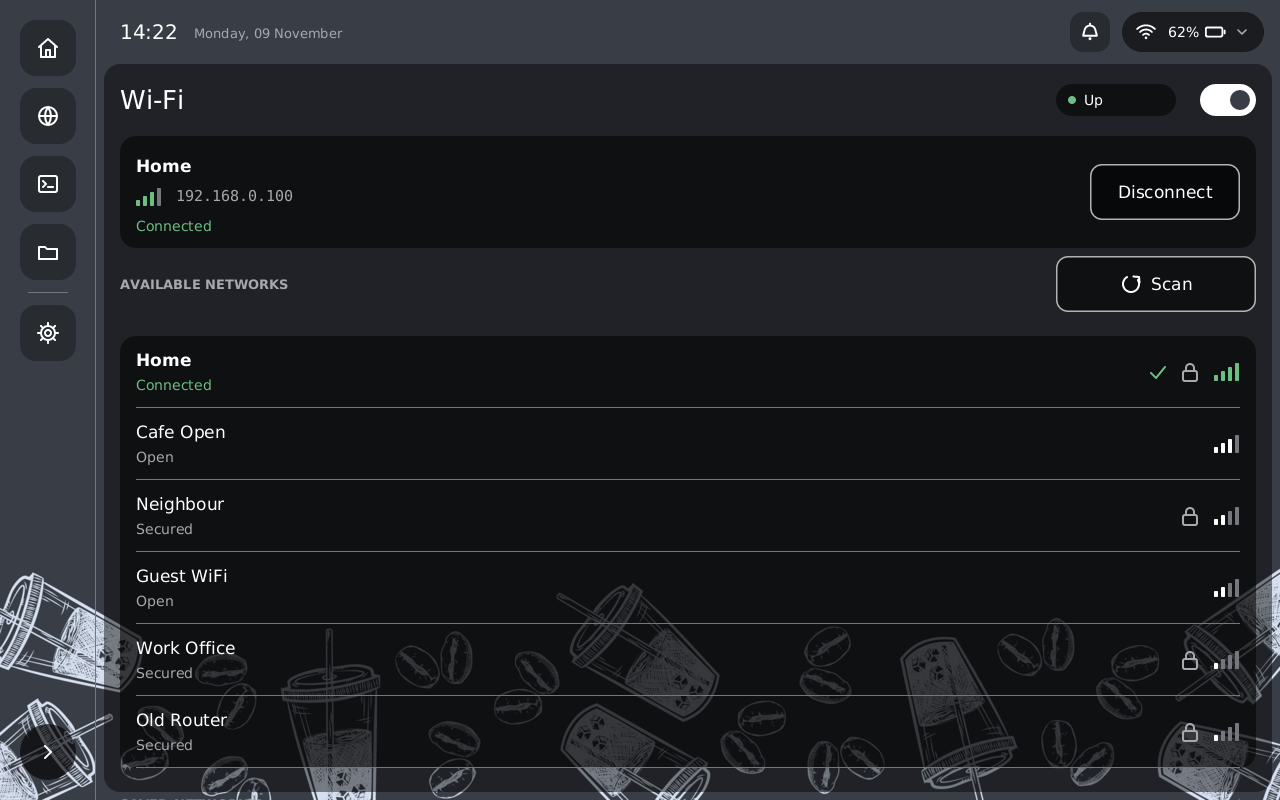 14:22 Monday, 09 November
62%
Wi-Fi
Up
Home
192.168.0.100
Connected
Disconnect
AVAILABLE NETWORKS
Scan
Home
Connected
Cafe Open
Open
Neighbour
Secured
Guest WiFi
Open
Work Office
Secured
Old Router
Secured